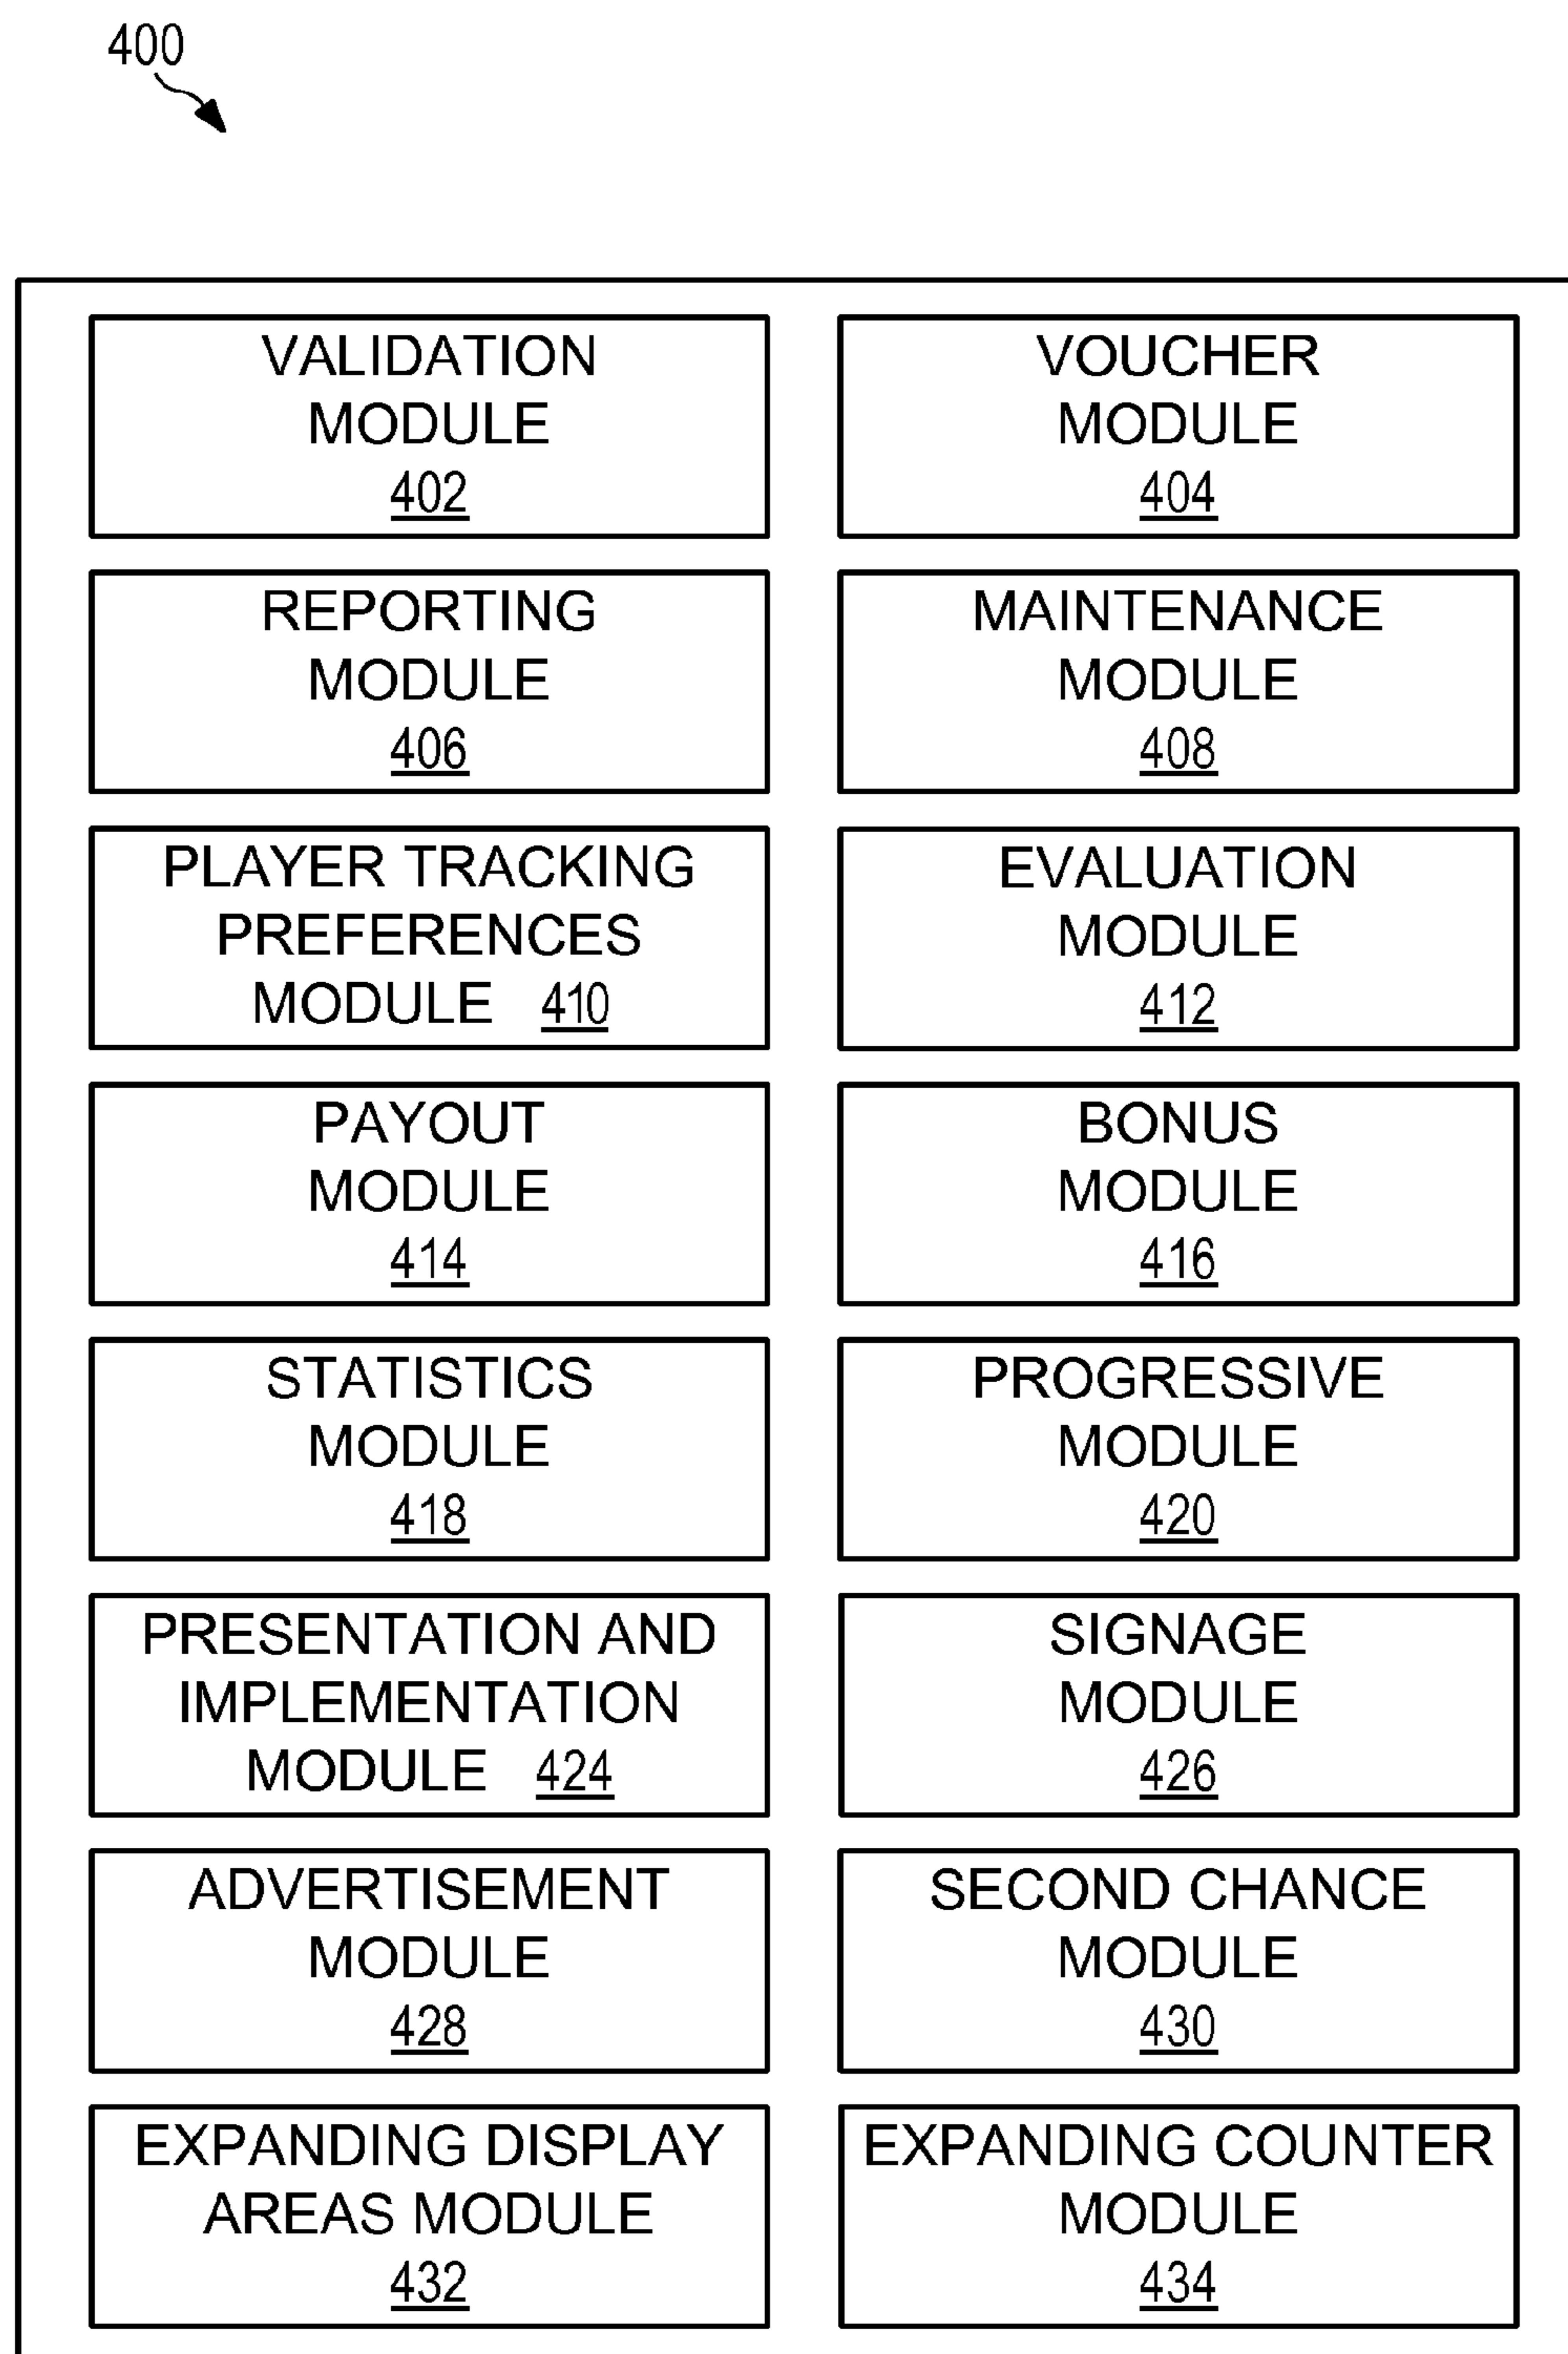 400
VALIDATION
MODULE
402
VOUCHER
MODULE
404
REPORTING
MODULE
406
MAINTENANCE
MODULE
408
PLAYER TRACKING
PREFERENCES
MODULE 410
EVALUATION
MODULE
412
PAYOUT
MODULE
414
BONUS
MODULE
416
STATISTICS
MODULE
418
PROGRESSIVE
MODULE
420
PRESENTATION AND
IMPLEMENTATION
MODULE 424
SIGNAGE
MODULE
426
ADVERTISEMENT
MODULE
428
SECOND CHANCE
MODULE
430
EXPANDING DISPLAY
AREAS MODULE
432
EXPANDING COUNTER
MODULE
434